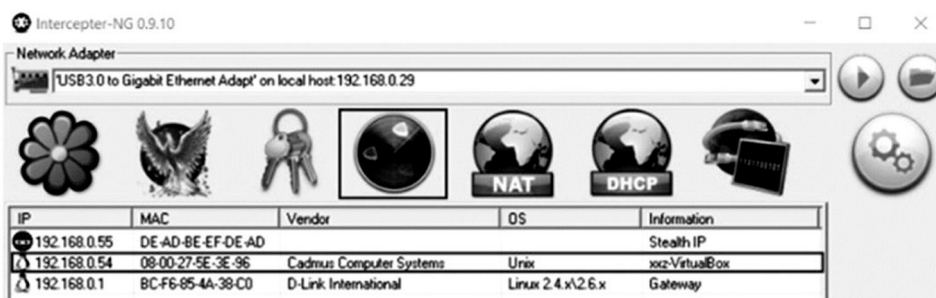 Intercepter-NG 0.9.10
Network Adapter
'USB3.0 to Gigabit Ethernet Adapt' on local host:192.168.0.29
NAT DHCP
IP MAC Vendor OS Information
192.168.0.55 DE-AD-BE-EF-DE-AD Stealth IP
192.168.0.54 08-00-27-5E-3E-96 Cadmus Computer Systems Unix xxz-VirtualBox
192.168.0.1 BC-F6-85-4A-38-C0 D-Link International Linux 2.4.x\2.6.x Gateway